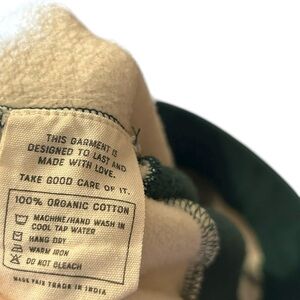 THIS GARMENT IS
DESIGNED TO LAST AND
MADE WITH LOVE.
TAKE GOOD CARE OF IT.
100% ORGANIC COTTON
MACHINE/HAND WASH IN
COOL TAP WATER
HANG DRY
WARM IRON
DO NOT BLEACH
MADE FAIR TRADE IN INDIA